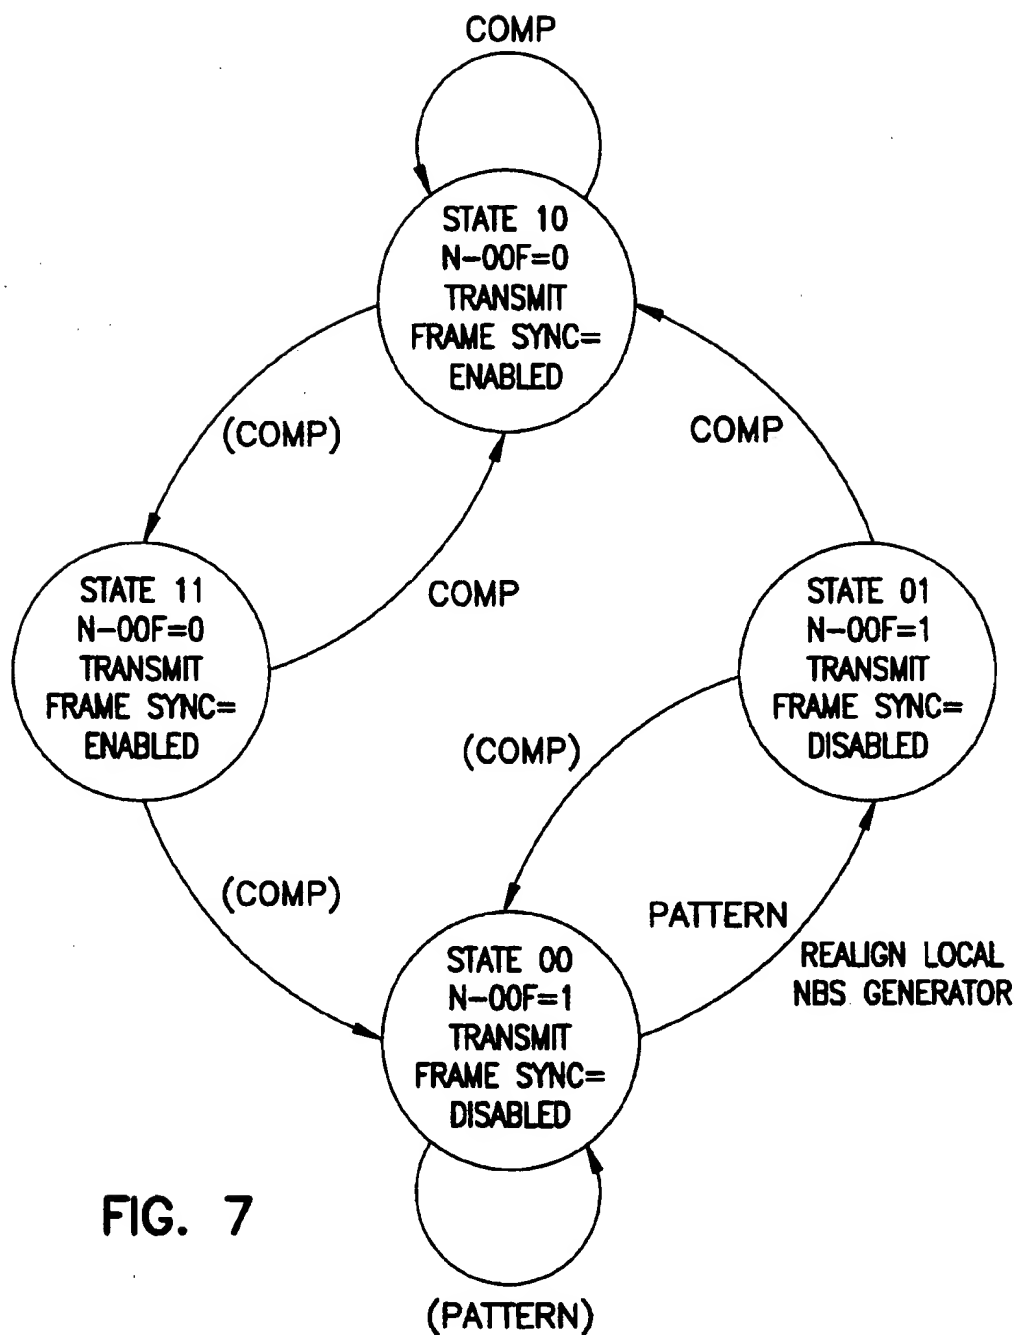 COMP
STATE 10
N-OOF=0
TRANSMIT
FRAME SYNC=
ENABLED
(COMP)
COMP
COMP
STATE 11
N-OOF=0
TRANSMIT
FRAME SYNC=
ENABLED
STATE 01
N-OOF=1
TRANSMIT
FRAME SYNC=
DISABLED
(COMP)
(COMP)
PATTERN
REALIGN LOCAL
NBS GENERATOR
STATE 00
N-OOF=1
TRANSMIT
FRAME SYNC=
DISABLED
FIG. 7
(PATTERN)